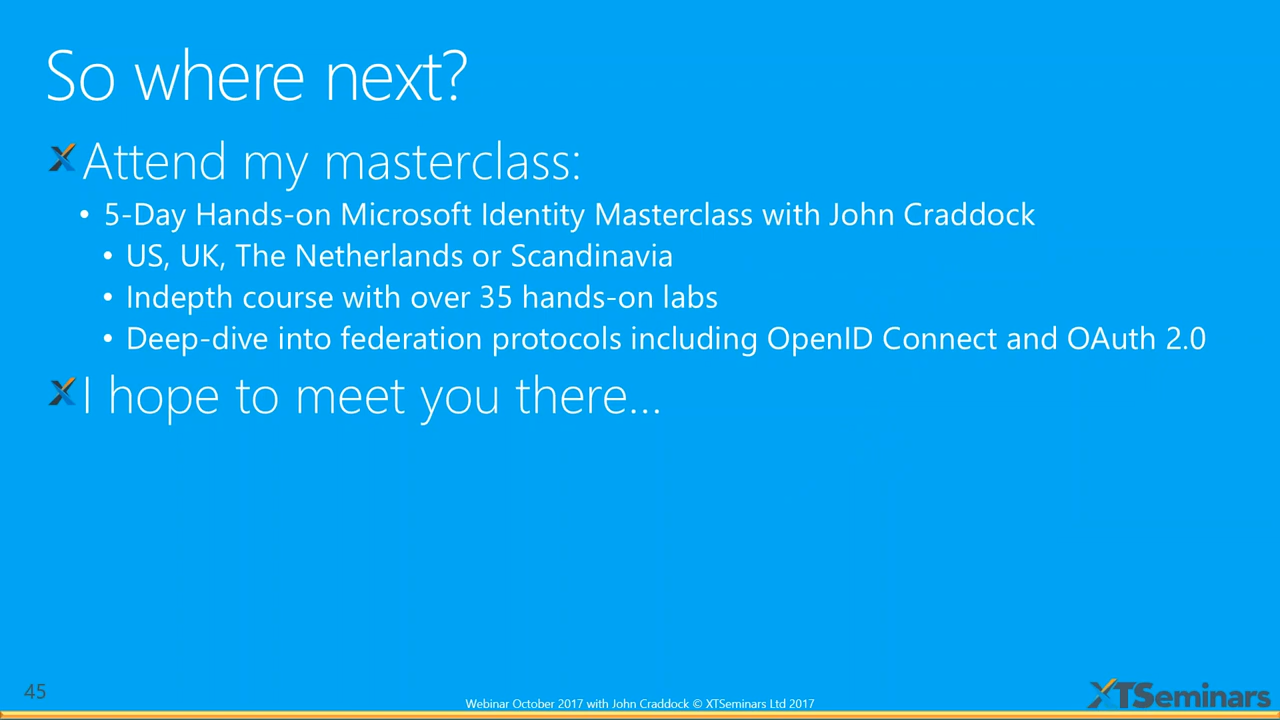 So where next?
Attend my masterclass:
• 5-Day Hands-on Microsoft Identity Masterclass with John Craddock
• US, UK, The Netherlands or Scandinavia
• Indepth course with over 35 hands-on labs
• Deep-dive into federation protocols including OpenID Connect and OAuth 2.0
I hope to meet you there...
45
Webinar October 2017 with John Craddock © XTSeminars Ltd 2017
XTSeminars